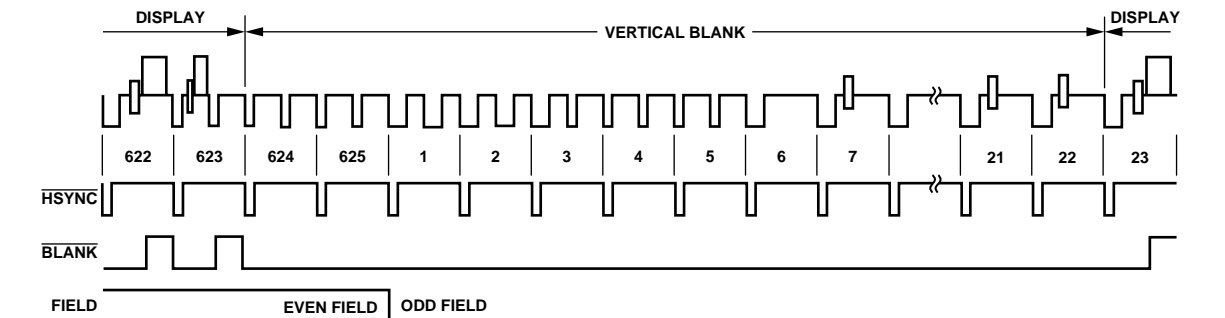 DISPLAY VERTICAL BLANK DISPLAY
622 623 624 625 1 2 3 4 5 6 7 21 22 23
HSYNC
BLANK
FIELD EVEN FIELD ODD FIELD